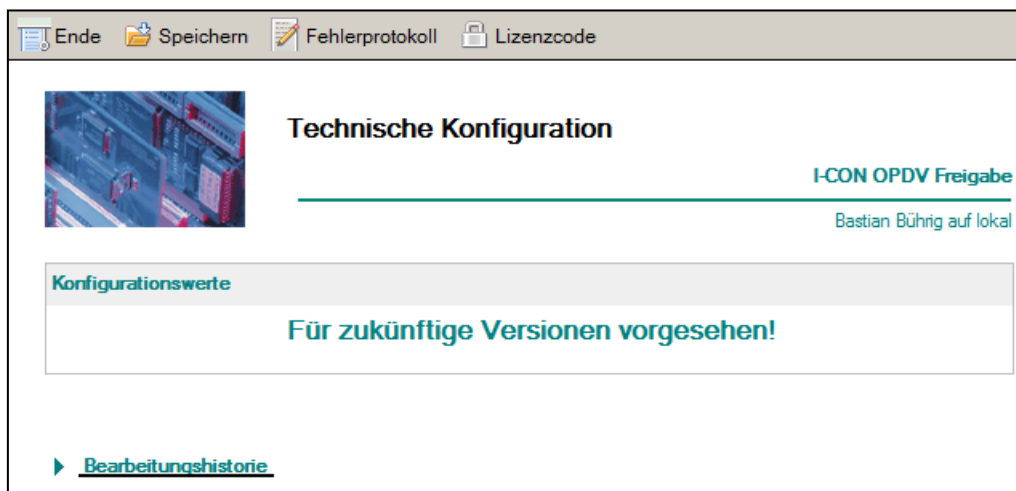 Ende Speichern Fehlerprotokoll Lizenzcode
Technische Konfiguration
I-CON OPDV Freigabe
Bastian Bührig auf lokal
Konfigurationswerte
Für zukünftige Versionen vorgesehen!
Bearbeitungshistorie